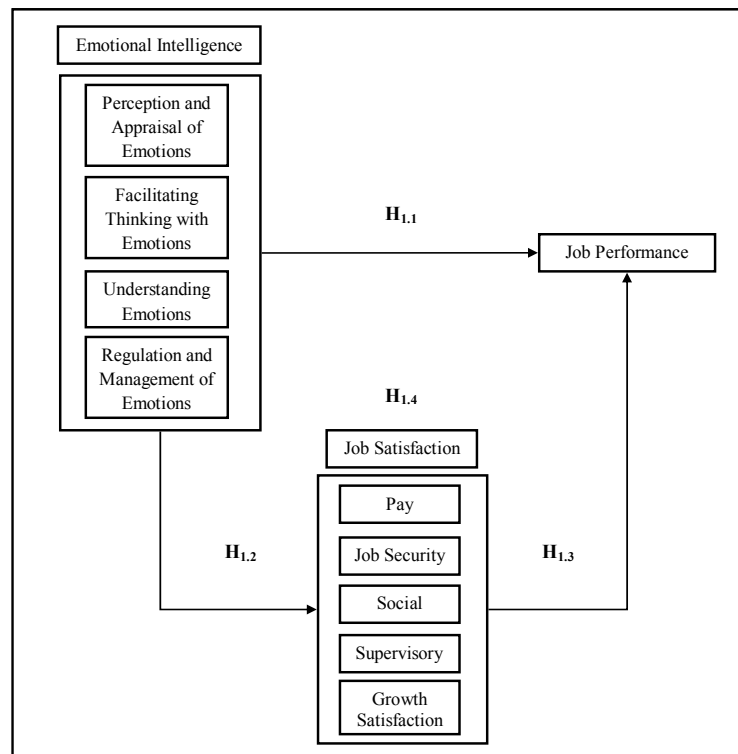 Emotional Intelligence
Perception and
Appraisal of
Emotions
Facilitating
Thinking with
Emotions
Understanding
Emotions
Regulation and
Management of
Emotions
H1.1
Job Performance
H1.4
Job Satisfaction
Pay
Job Security
Social
Supervisory
Growth
Satisfaction
H1.2
H1.3